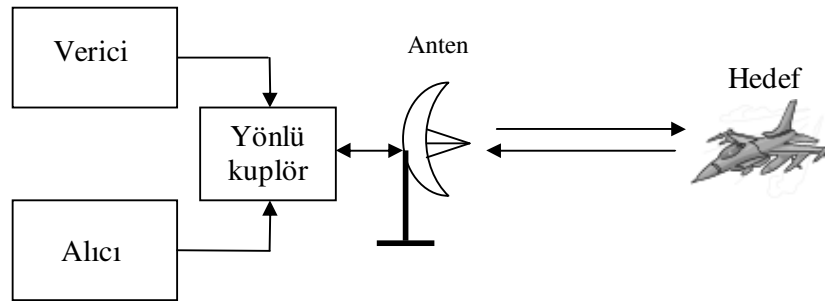 Verici
Anten
Hedef
Yönlü
kuplör
Alıcı